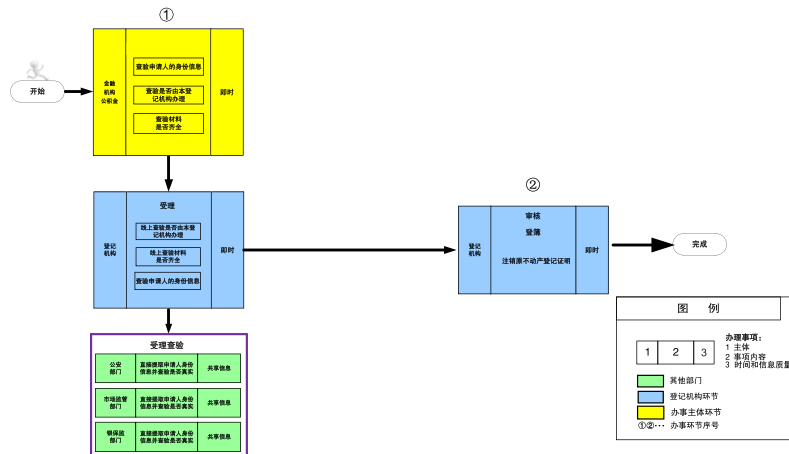 ①
开始
金融
机构
公积金
查验申请人的身份信息
查验是否由本登
记机构办理
查验材料
是否齐全
即时
登记
机构
受理
线上查验是否由本登
记机构办理
线上查验材料
是否齐全
查验申请人的身份信息
即时
②
登记
机构
审核
登簿
注销原不动产登记证明
即时
完成
受理查验
公安
部门
直接提取申请人身份
信息并查验是否真实
共享信息
市场监管
部门
直接提取申请人身份
信息并查验是否真实
共享信息
银保监
部门
直接提取申请人身份
信息并查验是否真实
共享信息
图 例
1 2 3
办理事项：
1 主体
2 事项内容
3 时间和信息质量
其他部门
登记机构环节
办事主体环节
①②··· 办事环节序号